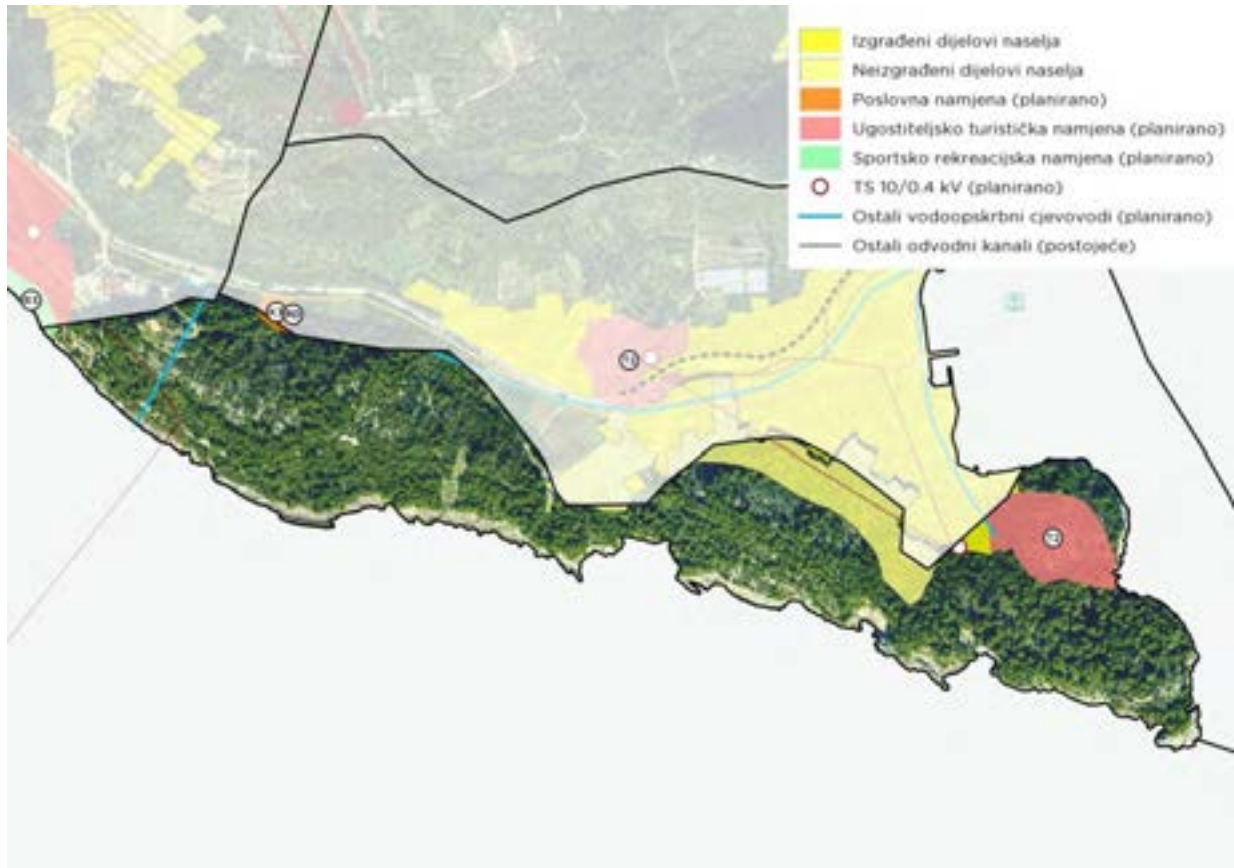 Izgrađeni dijelovi naselja
Neizgrađeni dijelovi naselja
Poslovna namjena (planirano)
Ugostiteljsko turistička namjena (planirano)
Sportsko rekreacijska namjena (planirano)
TS 10/0.4 kV (planirano)
Ostali vodoopskrbni cjevovodi (planirano)
Ostali odvodni kanali (postojeće)